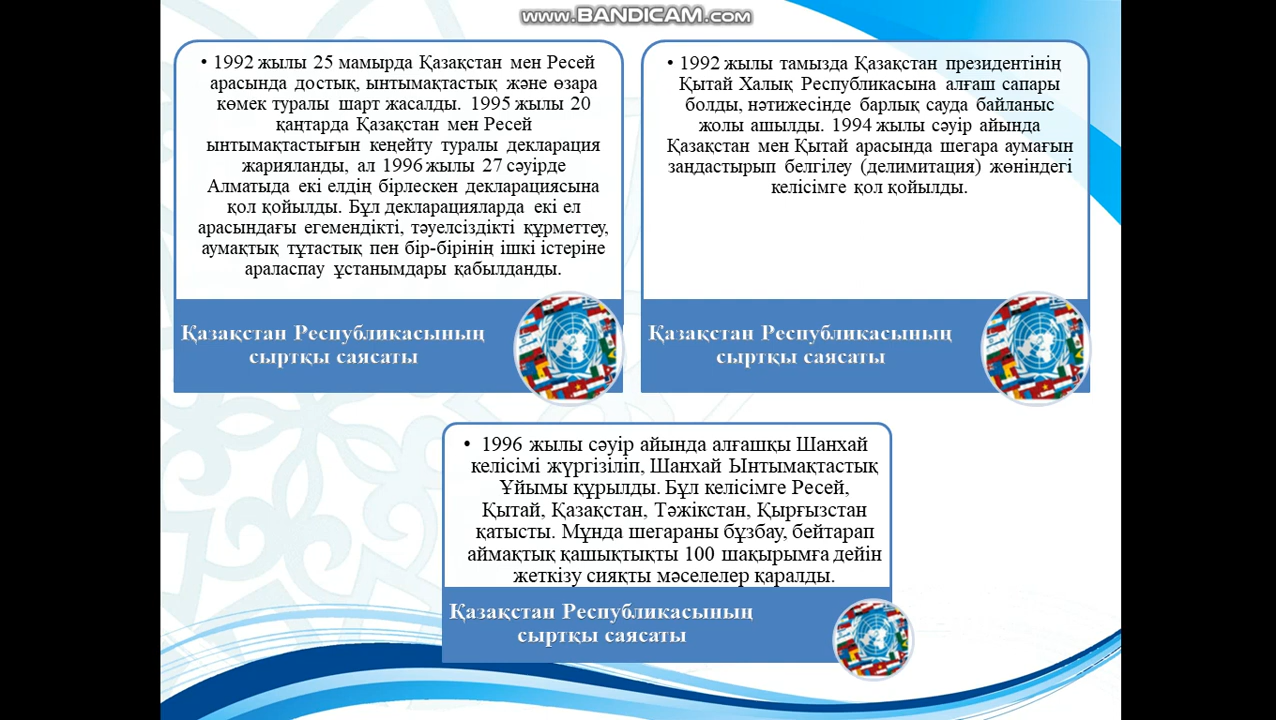 www.BANDICAM.com
• 1992 жылы 25 мамырда Қазақстан мен Ресей
арасында достық, ынтымақтастық және өзара
көмек туралы шарт жасалды. 1995 жылы 20
қаңтарда Қазақстан мен Ресей
ынтымақтастығын кеңейту туралы декларация
жарияланды, ал 1996 жылы 27 сәуірде
Алматыда екі елдің бірлескен декларациясына
қол қойылды. Бұл декларацияларда екі ел
арасындағы егемендікті, тәуелсіздікті құрметтеу,
аумақтық тұтастық пен бір-бірінің ішкі істеріне
араласпау ұстанымдары қабылданды.
Қазақстан Республикасының
сыртқы саясаты
• 1992 жылы тамызда Қазақстан президентінің
Қытай Халық Республикасына алғаш сапары
болды, нәтижесінде барлық сауда байланыс
жолы ашылды. 1994 жылы сәуір айында
Қазақстан мен Қытай арасында шегара аумағын
заңдастырып белгілеу (делимитация) жөніндегі
келісімге қол қойылды.
Қазақстан Республикасының
сыртқы саясаты
• 1996 жылы сәуір айында алғашқы Шанхай
келісімі жүргізіліп, Шанхай Ынтымақтастық
Ұйымы құрылды. Бұл келісімге Ресей,
Қытай, Қазақстан, Тәжікстан, Қырғызстан
қатысты. Мұнда шегараны бұзбау, бейтарап
аймақтық қашықтықты 100 шақырымға дейін
жеткізу сияқты мәселелер қаралды.
Қазақстан Республикасының
сыртқы саясаты